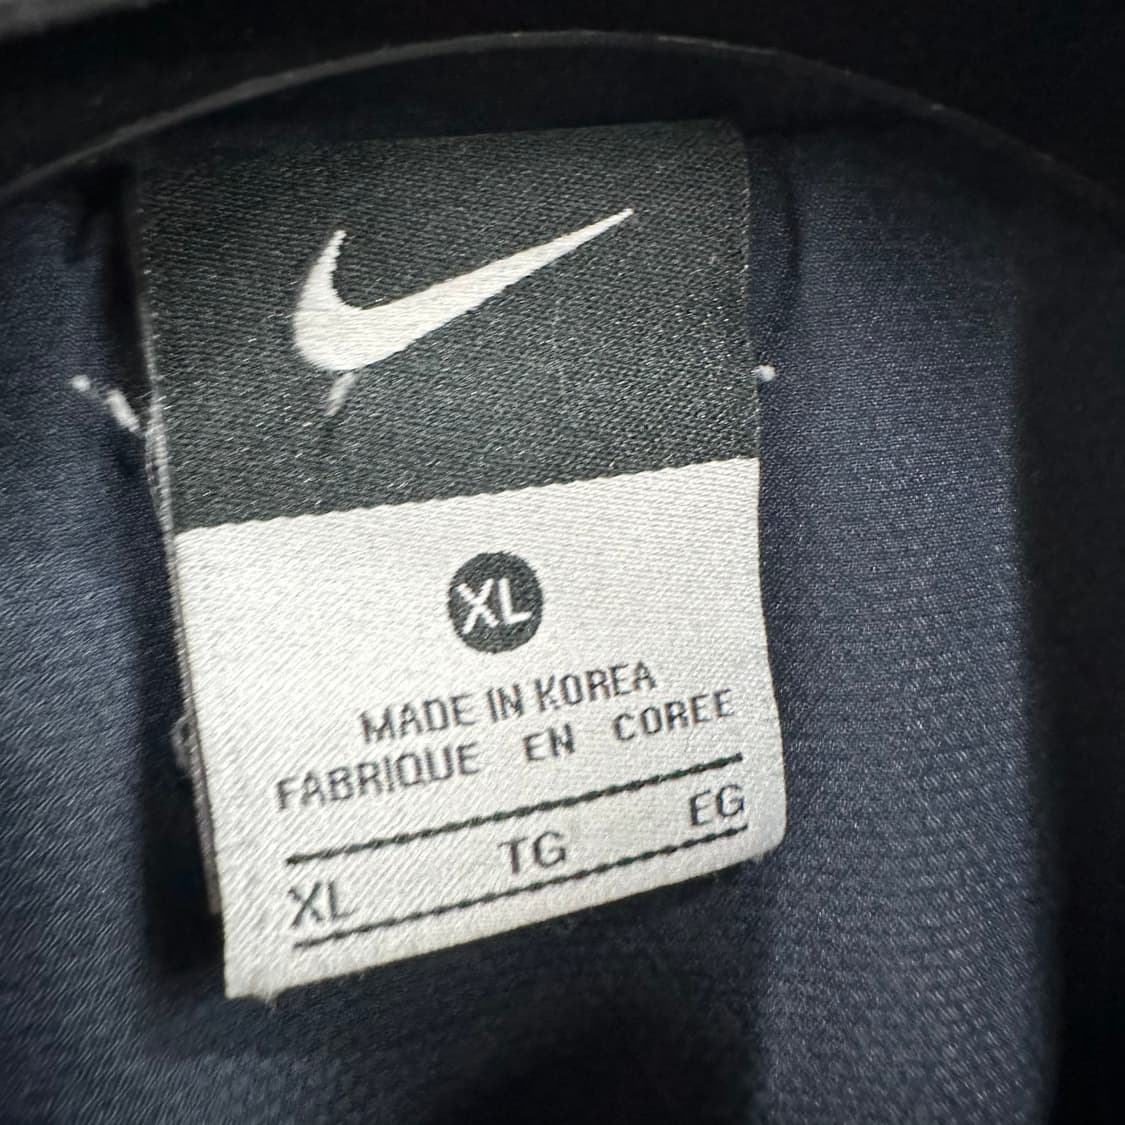 XL
MADE IN KOREA
FABRIQUE EN COREE
XL TG EG